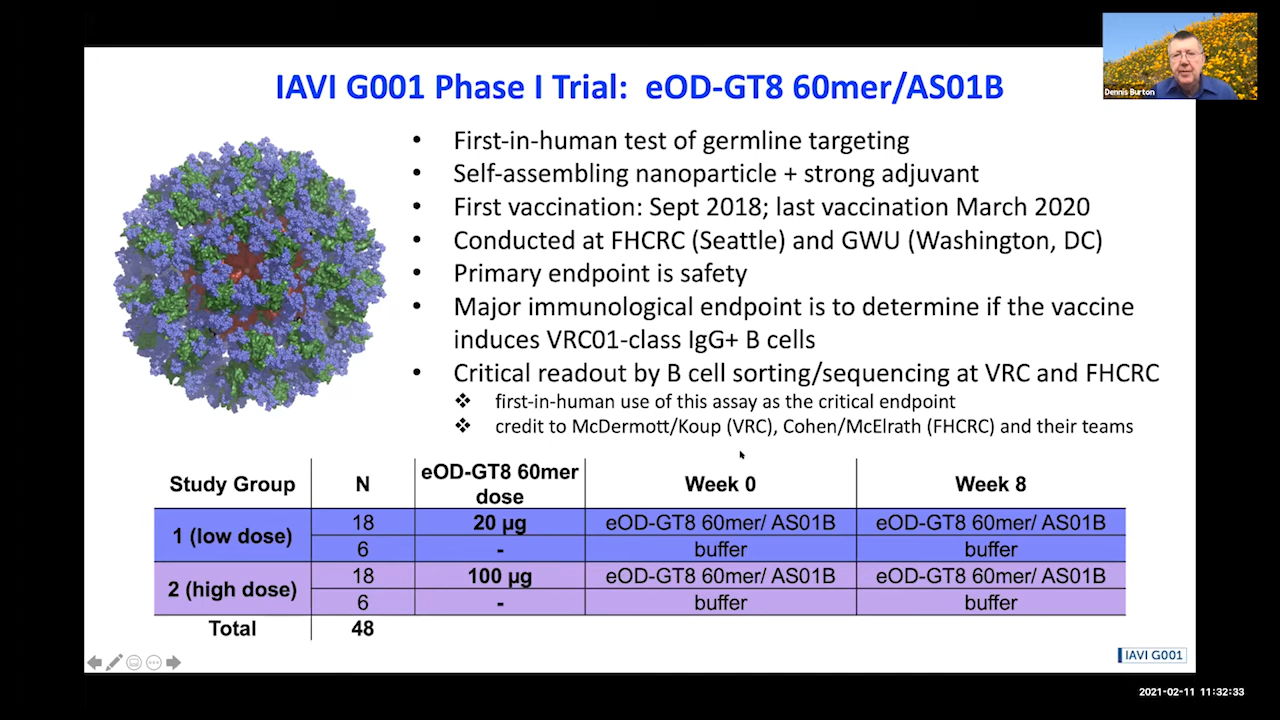 Dennis Burton
IAVI G001 Phase I Trial: eOD-GT8 60mer/AS01B
• First-in-human test of germline targeting
• Self-assembling nanoparticle + strong adjuvant
• First vaccination: Sept 2018; last vaccination March 2020
• Conducted at FHCRC (Seattle) and GWU (Washington, DC)
• Primary endpoint is safety
• Major immunological endpoint is to determine if the vaccine
induces VRC01-class IgG+ B cells
• Critical readout by B cell sorting/sequencing at VRC and FHCRC
❖ first-in-human use of this assay as the critical endpoint
❖ credit to McDermott/Koup (VRC), Cohen/McElrath (FHCRC) and their teams
Study Group N eOD-GT8 60mer dose Week 0 Week 8
1 (low dose) 18 20 µg eOD-GT8 60mer/ AS01B eOD-GT8 60mer/ AS01B
6 - buffer buffer
2 (high dose) 18 100 µg eOD-GT8 60mer/ AS01B eOD-GT8 60mer/ AS01B
6 - buffer buffer
Total 48
IAVI G001
2021-02-11 11:32:33